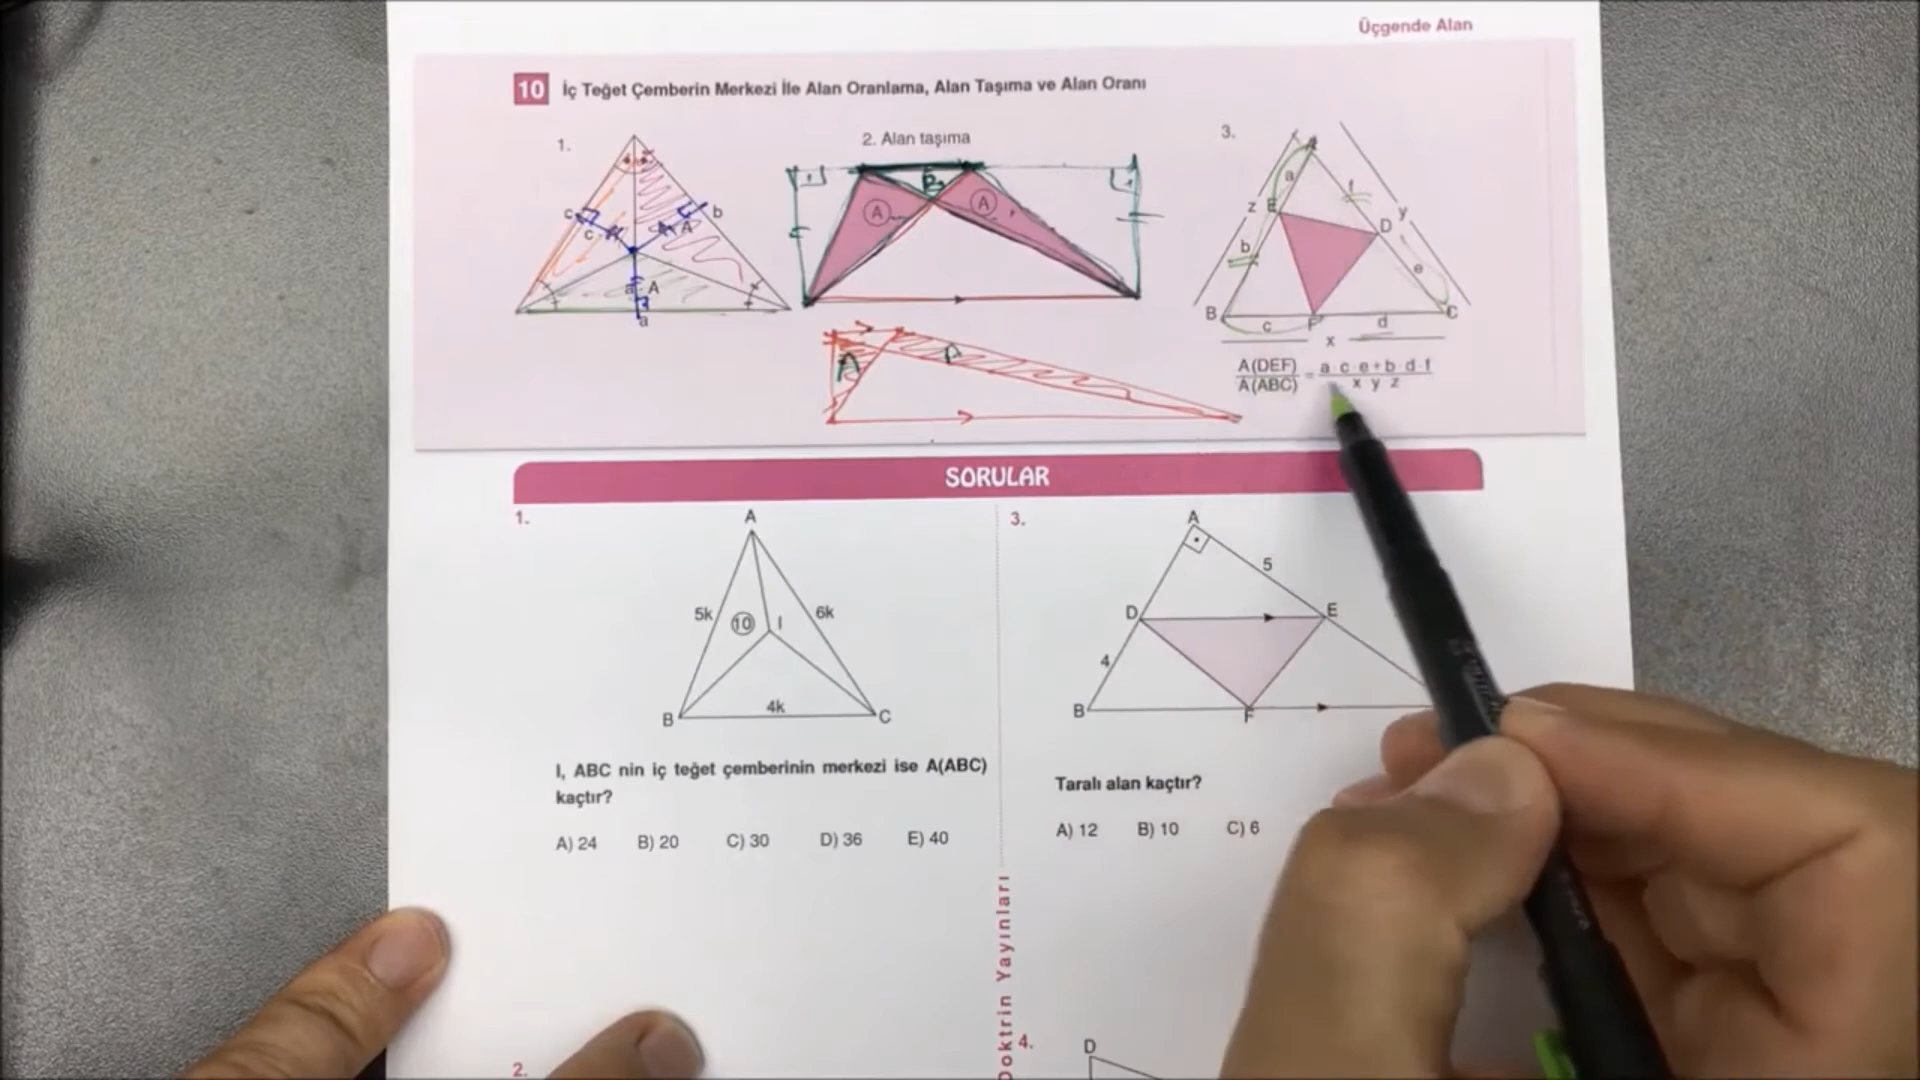 Üçgende Alan
10 İç Teğet Çemberin Merkezi İle Alan Oranlama, Alan Taşıma ve Alan Oranı
1.
c
b
c
A
a A
a
2. Alan taşıma
B
A
A
A
A
3.
A
a
f
z
E
y
D
b
e
B
c
F
d
C
x
A(DEF) = a c e + b d f
A(ABC) x y z
SORULAR
1.
A
5k
10
I
6k
B
4k
C
I, ABC nin iç teğet çemberinin merkezi ise A(ABC)
kaçtır?
A) 24 B) 20 C) 30 D) 36 E) 40
2.
Doktrin Yayınları
3.
A
5
D
E
4
B
F
Taralı alan kaçtır?
A) 12 B) 10 C) 6
4.
D